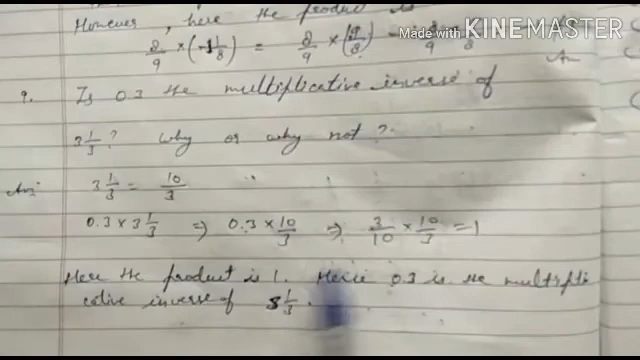 However, here the product is
Made with KINEMASTER
8/9 × (-1 1/8) = 8/9 ×
An
9. Is 0.3 the multiplicative inverse of
3 1/3? Why or why not?
Ans 3 1/3 = 10/3
0.3 × 3 1/3 ⇒ 0.3 × 10/3 ⇒ 3/10 × 10/3 = 1
Here the product is 1. Hence 0.3 is the multipli
cative inverse of 3 1/3.